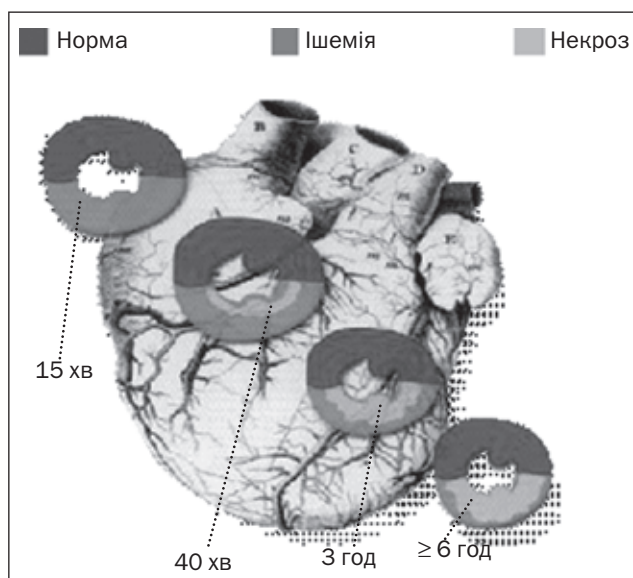 Норма
Ішемія
Некроз
B
C
D
A
E
15 хв
40 хв
3 год
≥ 6 год